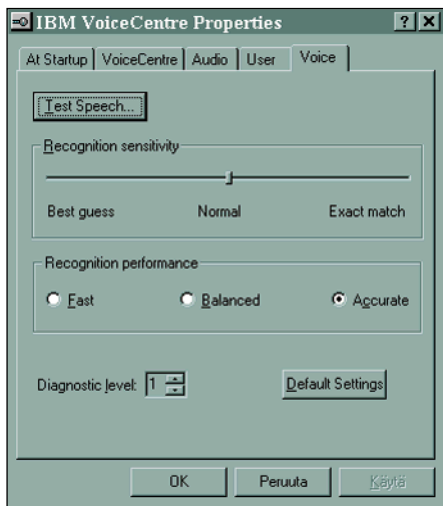 IBM VoiceCentre Properties
At Startup VoiceCentre Audio User Voice
Test Speech...
Recognition sensitivity
Best guess Normal Exact match
Recognition performance
Fast Balanced Accurate
Diagnostic level: 1 Default Settings
OK Peruuta Käytä